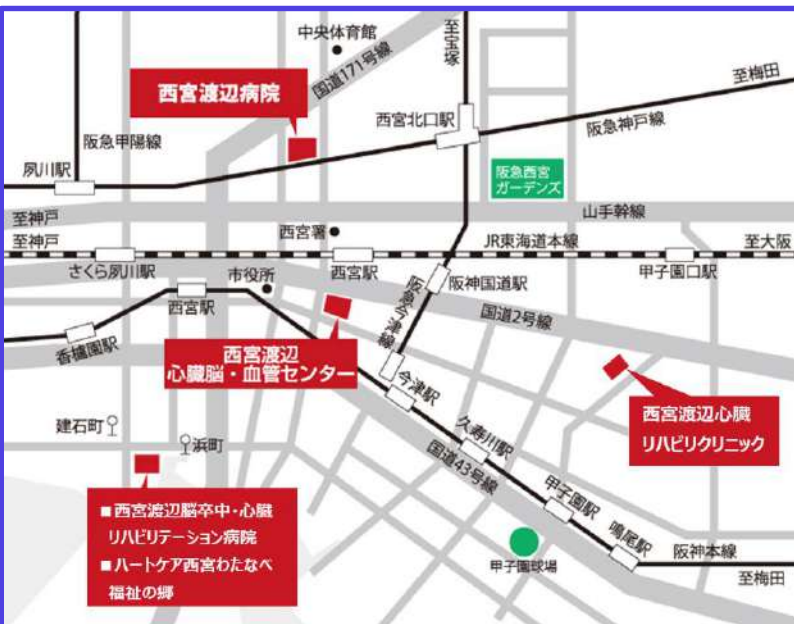 中央体育館
国道171号線
至宝塚
至梅田
西宮渡辺病院
西宮北口駅
阪急神戸線
阪急甲陽線
夙川駅
阪急西宮
ガーデンズ
至神戸
山手幹線
至神戸
西宮署
JR東海道本線
至大阪
さくら夙川駅
市役所
西宮駅
阪神国道駅
甲子園口駅
西宮駅
阪急今津線
国道2号線
香櫨園駅
西宮渡辺
心臓脳・血管センター
今津駅
西宮渡辺心臓
リハビリクリニック
建石町
浜町
久寿川駅
国道43号線
甲子園駅
鳴尾駅
■西宮渡辺脳卒中・心臓
リハビリテーション病院
■ハートケア西宮わたなべ
福祉の郷
甲子園球場
阪神本線
至梅田